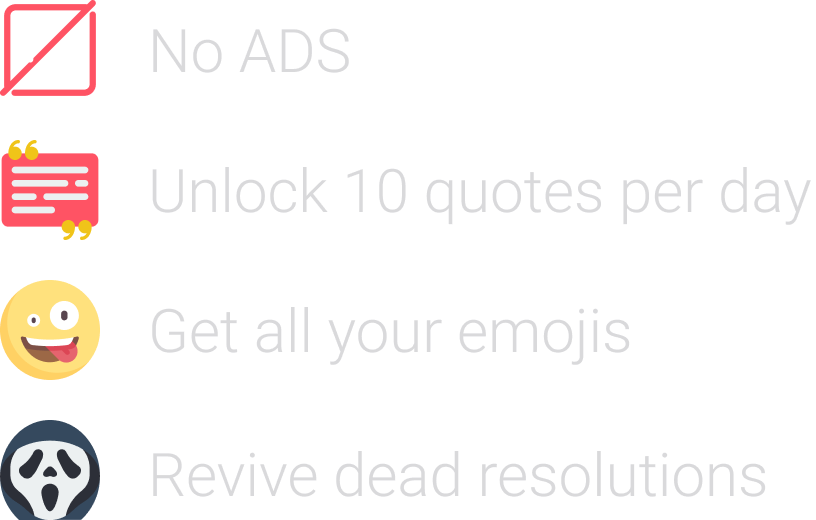 No ADS
Unlock 10 quotes per day
Get all your emojis
Revive dead resolutions